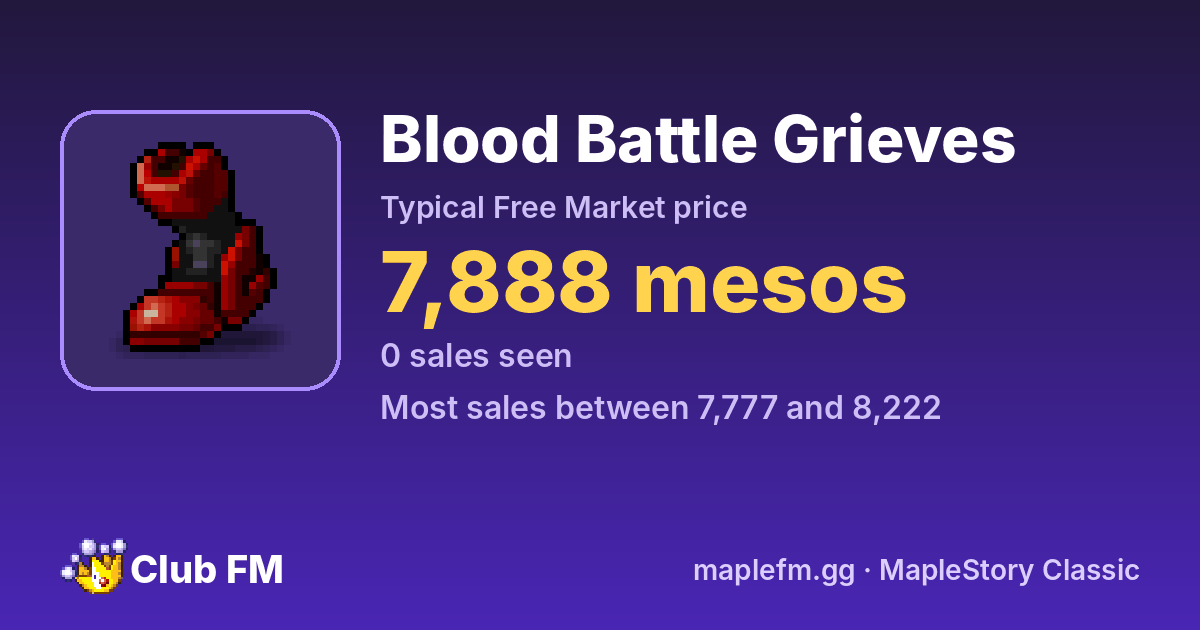 Blood Battle Grieves
Typical Free Market price
7,888 mesos
0 sales seen
Most sales between 7,777 and 8,222
Club FM
maplefm.gg · MapleStory Classic